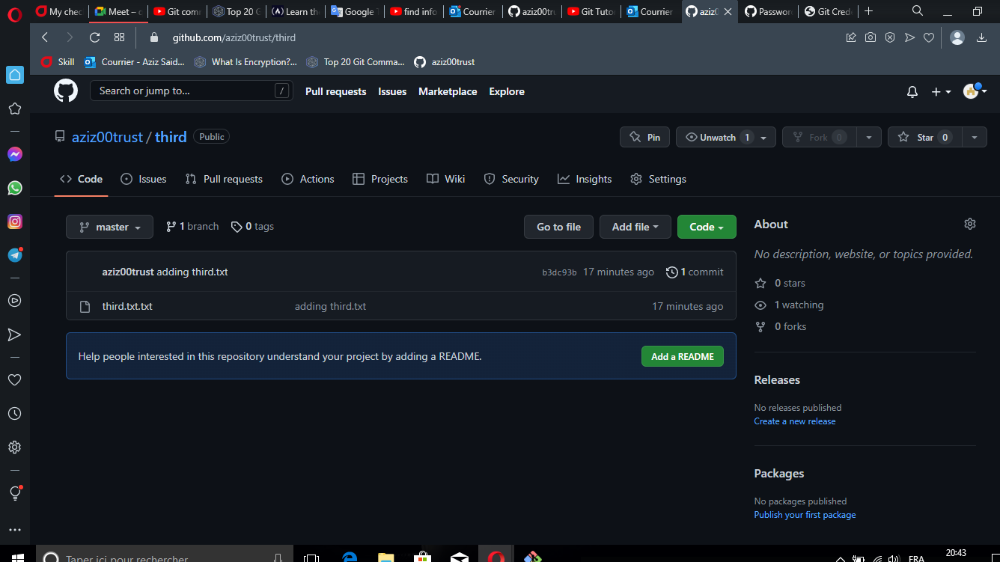 My chec Meet – Git com Top 20 G Learn the Google T find info Courrier aziz00tru Git Tutor Courrier aziz0 Passwor Git Cred
github.com/aziz00trust/third
Skill Courrier - Aziz Said... What Is Encryption?... Top 20 Git Comma... aziz00trust
Search or jump to... / Pull requests Issues Marketplace Explore
aziz00trust / third Public Pin Unwatch 1 Fork 0 Star 0
Code Issues Pull requests Actions Projects Wiki Security Insights Settings
master 1 branch 0 tags Go to file Add file Code
aziz00trust adding third.txt b3dc93b 17 minutes ago 1 commit
third.txt.txt adding third.txt 17 minutes ago
Help people interested in this repository understand your project by adding a README. Add a README
About
No description, website, or topics provided.
0 stars
1 watching
0 forks
Releases
No releases published
Create a new release
Packages
No packages published
Publish your first package
Taper ici pour rechercher FRA 20:43